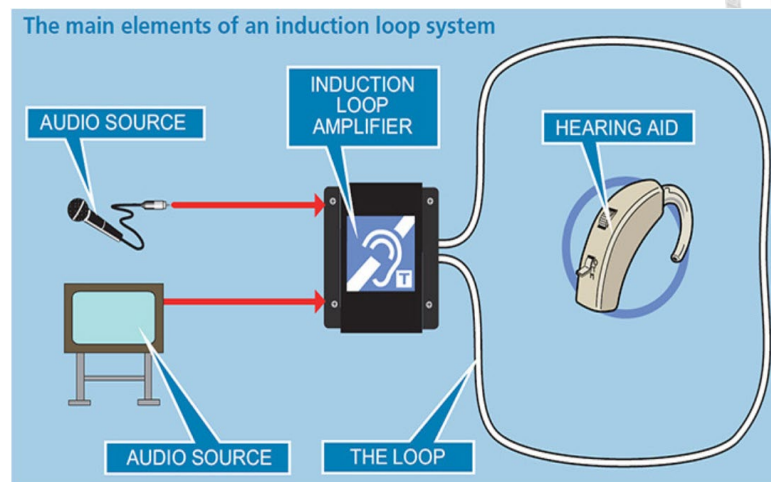 The main elements of an induction loop system
AUDIO SOURCE
INDUCTION
LOOP
AMPLIFIER
HEARING AID
T
AUDIO SOURCE
THE LOOP